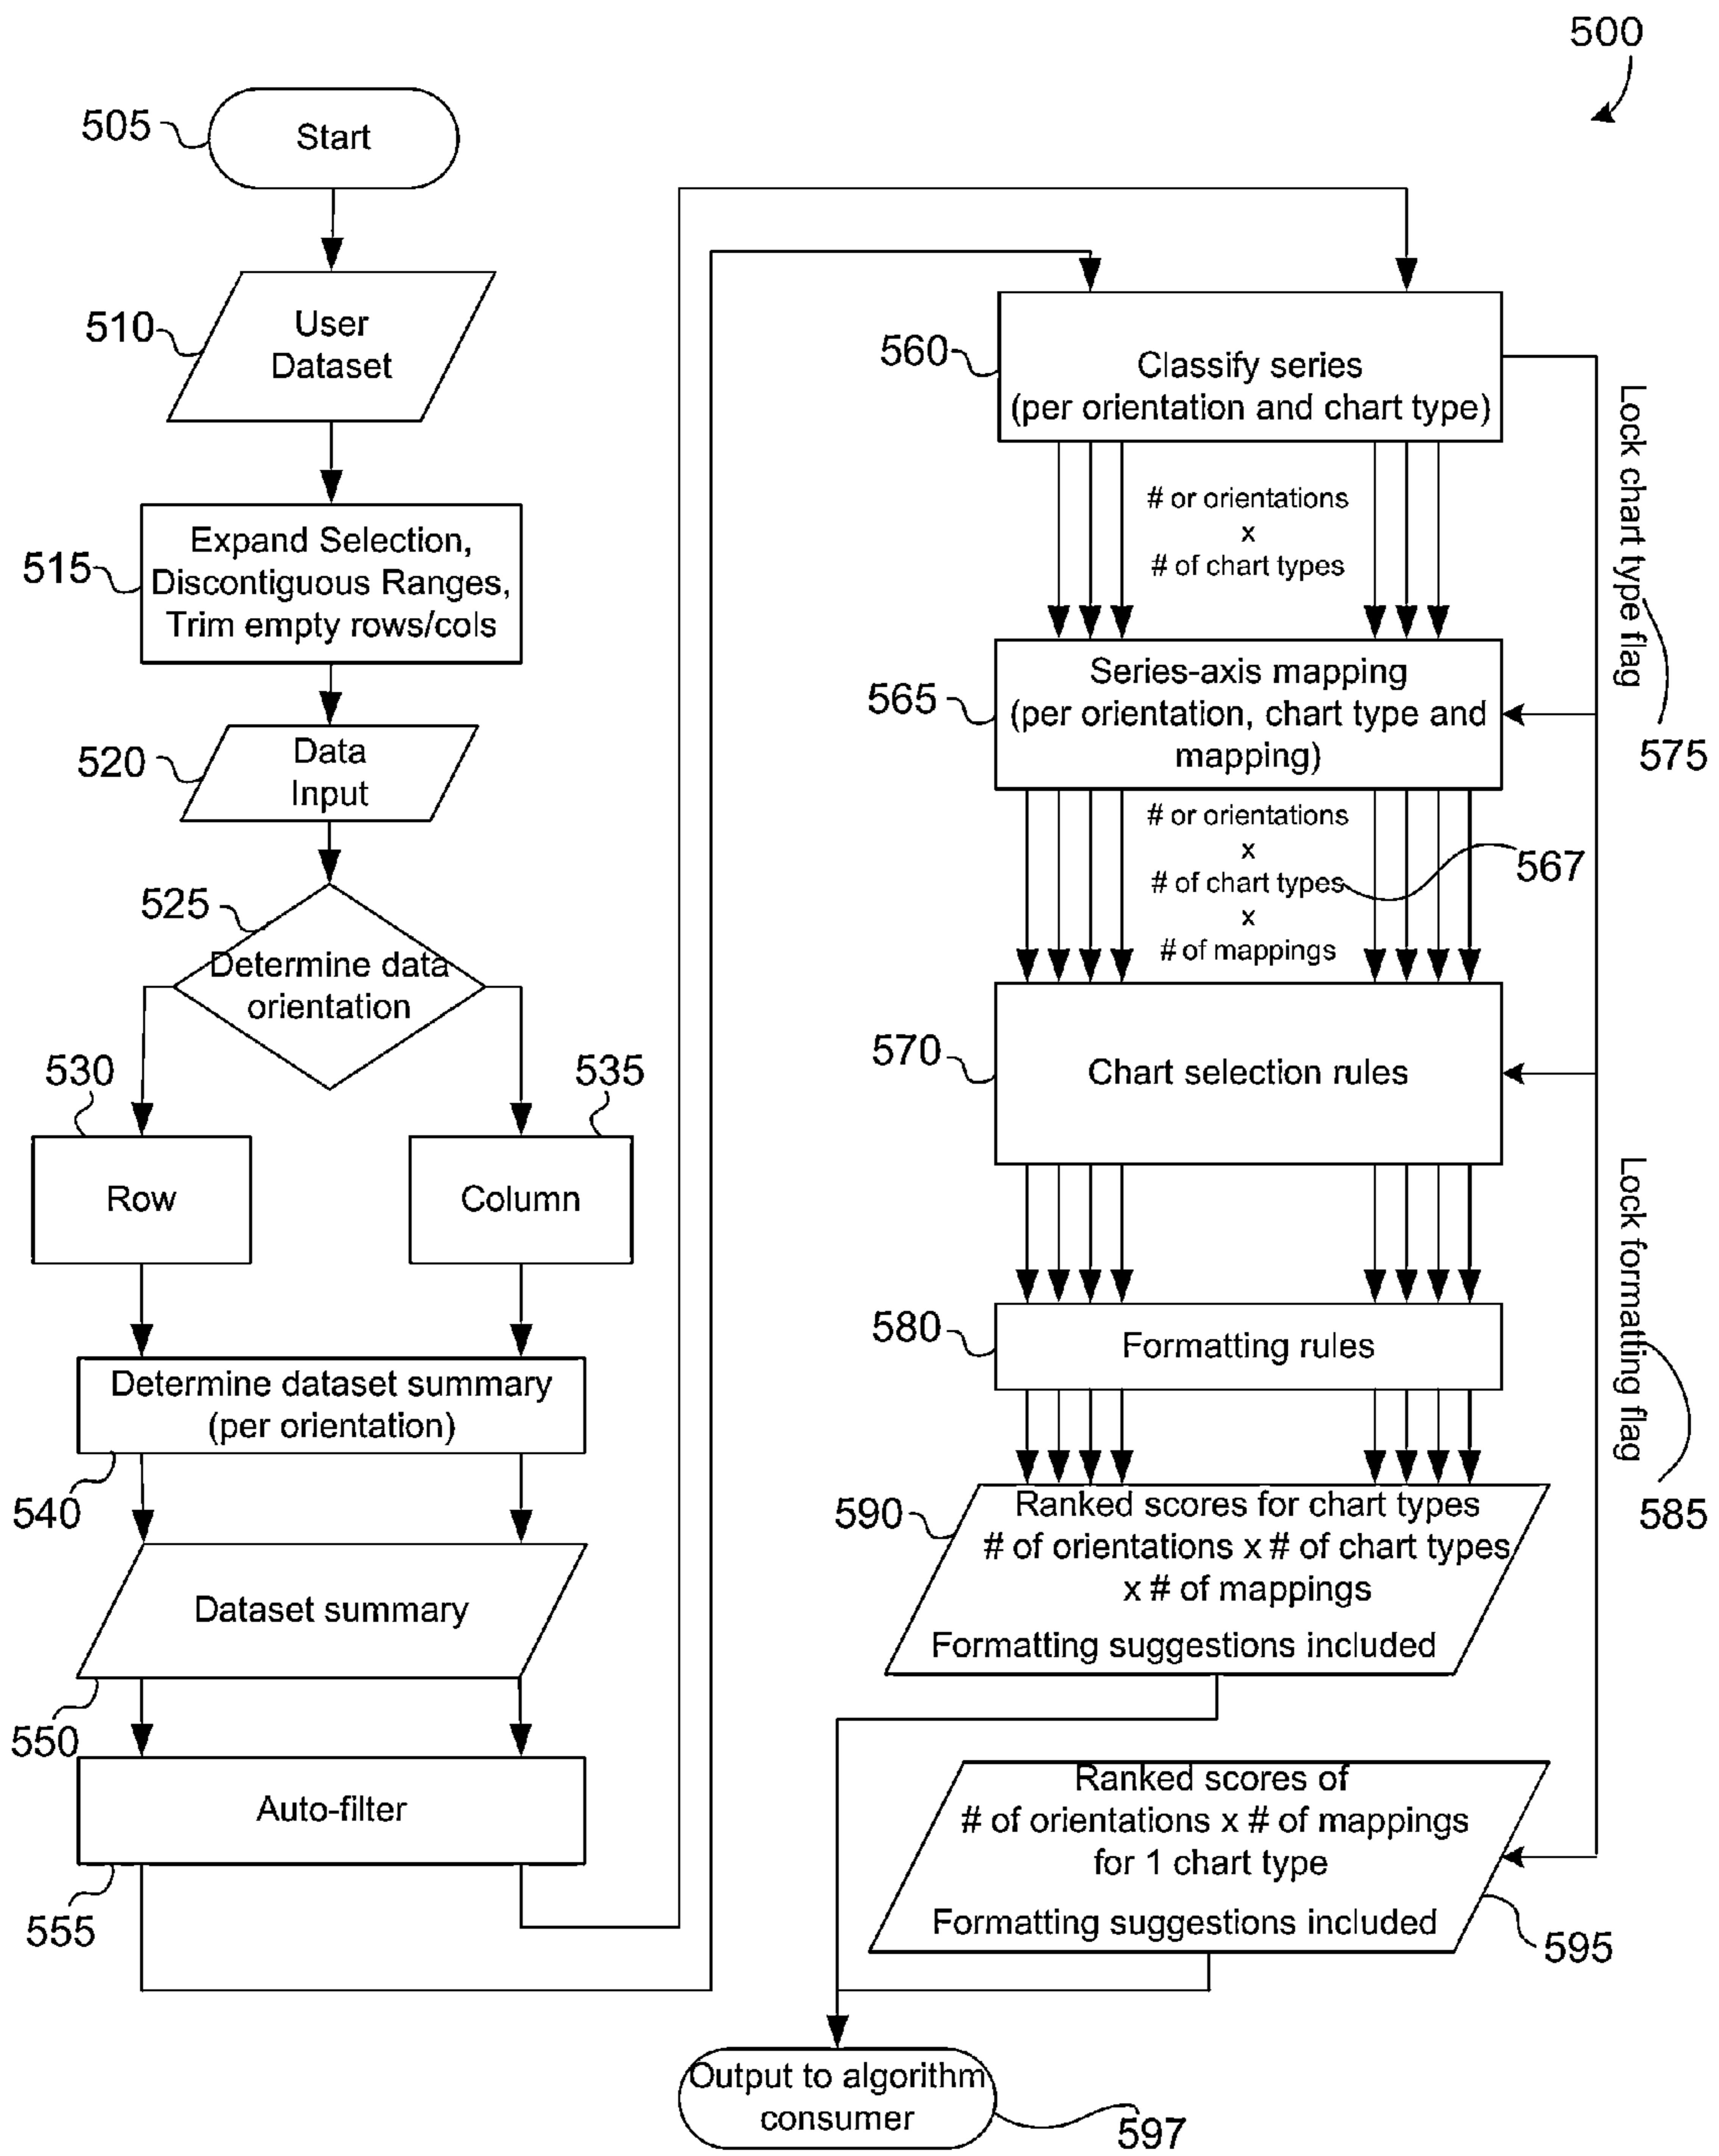 500
505
Start
510
User
Dataset
515
Expand Selection,
Discontiguous Ranges,
Trim empty rows/cols
520
Data
Input
525
Determine data
orientation
530
535
Row
Column
Determine dataset summary
(per orientation)
540
Dataset summary
550
Auto-filter
555
560
Classify series
(per orientation and chart type)
# or orientations
x
# of chart types
Lock chart type flag
575
565
Series-axis mapping
(per orientation, chart type and
mapping)
# or orientations
x
# of chart types
x
# of mappings
567
570
Chart selection rules
580
Formatting rules
Lock formatting flag
585
590
Ranked scores for chart types
# of orientations x # of chart types
x # of mappings
Formatting suggestions included
Ranked scores of
# of orientations x # of mappings
for 1 chart type
Formatting suggestions included
595
Output to algorithm
consumer
597